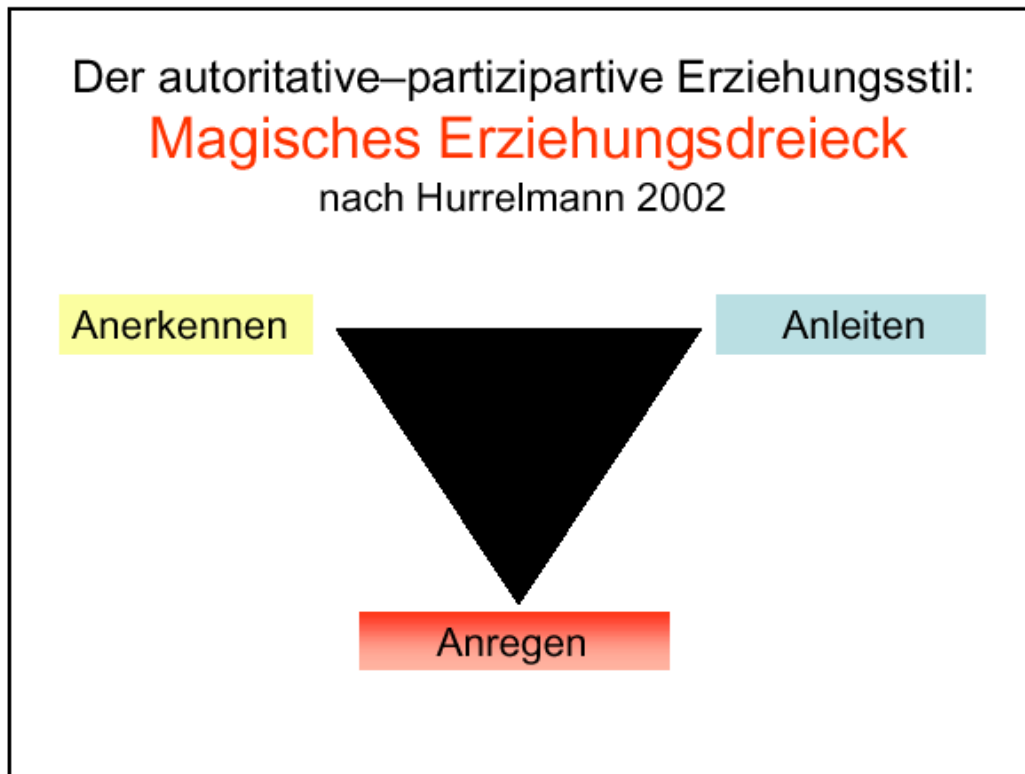 Der autoritative–partizipartive Erziehungsstil:
Magisches Erziehungsdreieck
nach Hurrelmann 2002
Anerkennen
Anleiten
Anregen